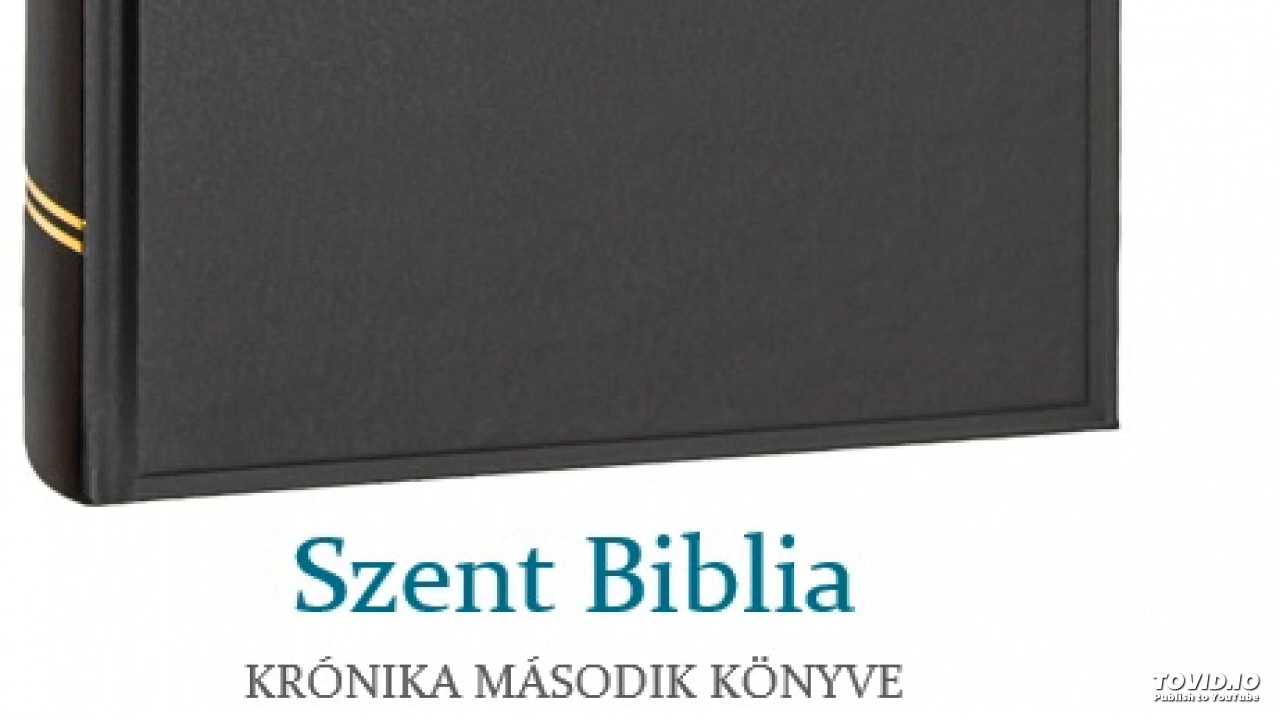 Szent Biblia
KRÓNIKA MÁSODIK KÖNYVE
TOVID.IO
Publish to YouTube